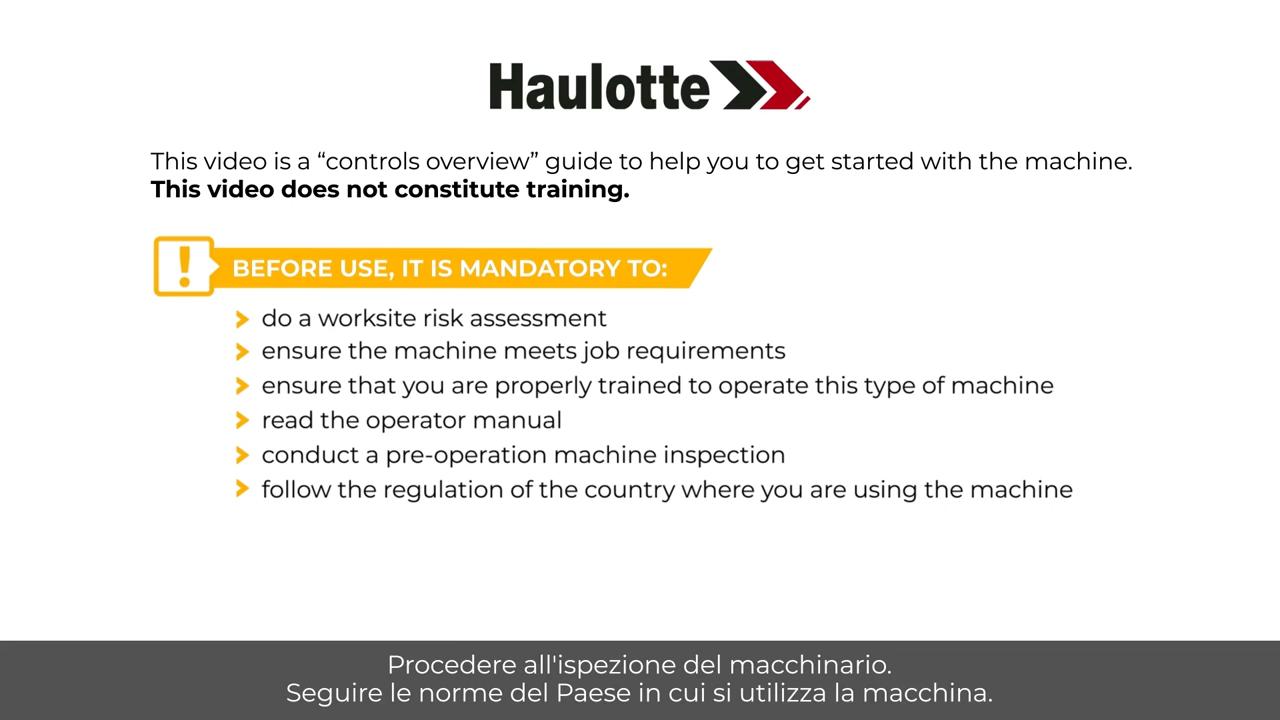 Haulotte
This video is a “controls overview” guide to help you to get started with the machine.
This video does not constitute training.
! BEFORE USE, IT IS MANDATORY TO:
do a worksite risk assessment
ensure the machine meets job requirements
ensure that you are properly trained to operate this type of machine
read the operator manual
conduct a pre-operation machine inspection
follow the regulation of the country where you are using the machine
Procedere all'ispezione del macchinario.
Seguire le norme del Paese in cui si utilizza la macchina.